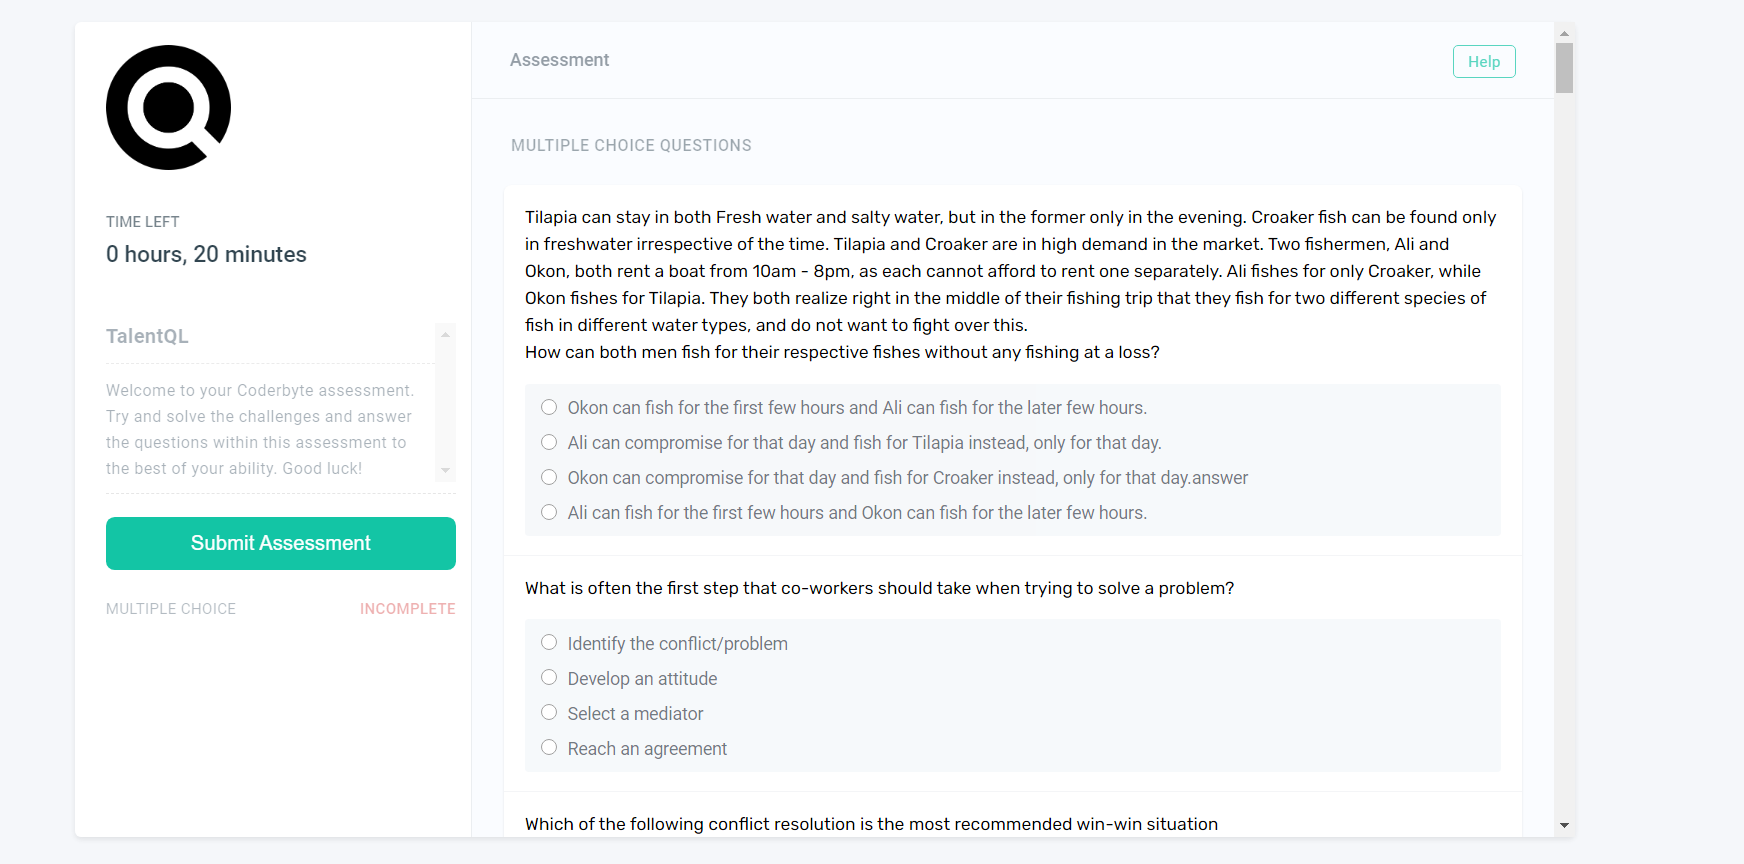 Assessment
Help
MULTIPLE CHOICE QUESTIONS
TIME LEFT
0 hours, 20 minutes
TalentQL
Welcome to your Coderbyte assessment.
Try and solve the challenges and answer
the questions within this assessment to
the best of your ability. Good luck!
Submit Assessment
MULTIPLE CHOICE INCOMPLETE
Tilapia can stay in both Fresh water and salty water, but in the former only in the evening. Croaker fish can be found only
in freshwater irrespective of the time. Tilapia and Croaker are in high demand in the market. Two fishermen, Ali and
Okon, both rent a boat from 10am - 8pm, as each cannot afford to rent one separately. Ali fishes for only Croaker, while
Okon fishes for Tilapia. They both realize right in the middle of their fishing trip that they fish for two different species of
fish in different water types, and do not want to fight over this.
How can both men fish for their respective fishes without any fishing at a loss?
Okon can fish for the first few hours and Ali can fish for the later few hours.
Ali can compromise for that day and fish for Tilapia instead, only for that day.
Okon can compromise for that day and fish for Croaker instead, only for that day.answer
Ali can fish for the first few hours and Okon can fish for the later few hours.
What is often the first step that co-workers should take when trying to solve a problem?
Identify the conflict/problem
Develop an attitude
Select a mediator
Reach an agreement
Which of the following conflict resolution is the most recommended win-win situation